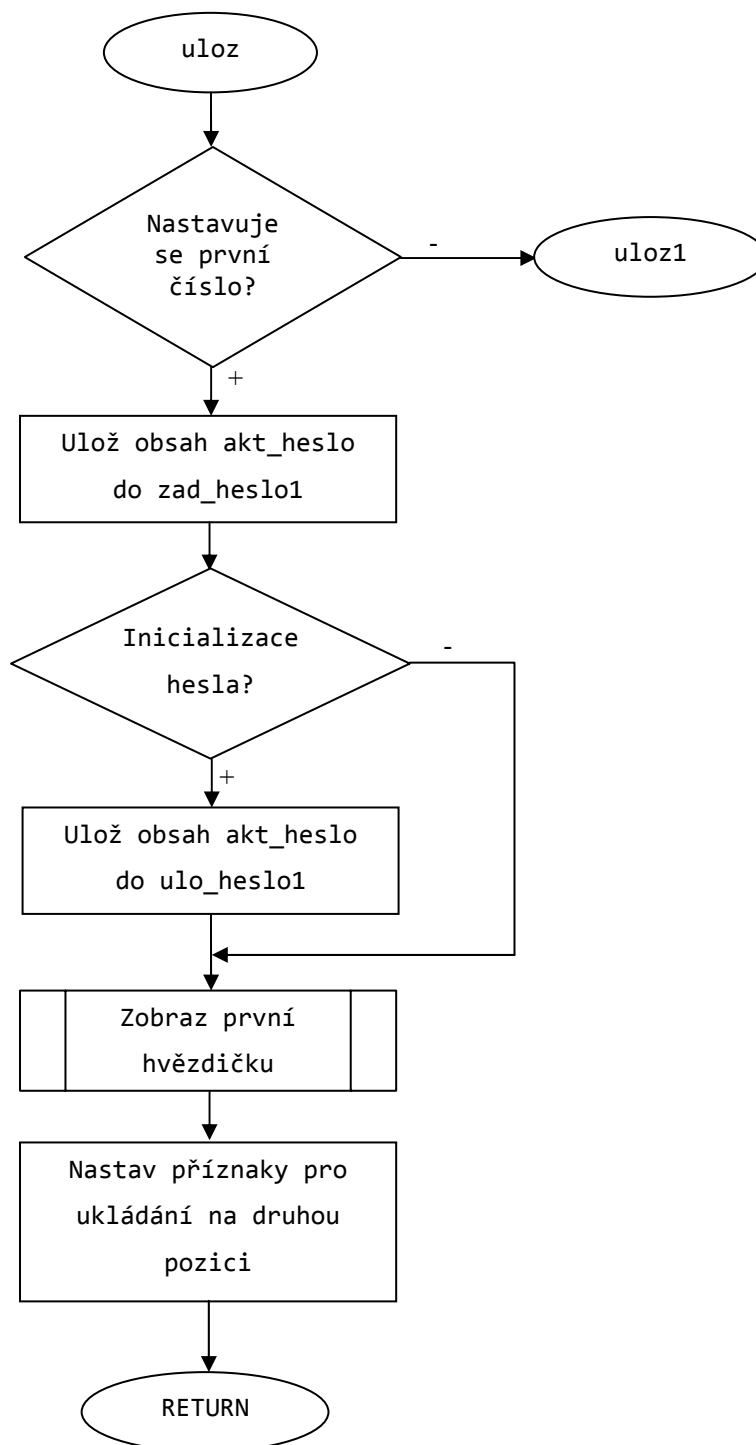 uloz
Nastavuje
se první
číslo?
-
uloz1
+
Ulož obsah akt_heslo
do zad_heslo1
Inicializace
hesla?
-
+
Ulož obsah akt_heslo
do ulo_heslo1
Zobraz první
hvězdičku
Nastav příznaky pro
ukládání na druhou
pozici
RETURN